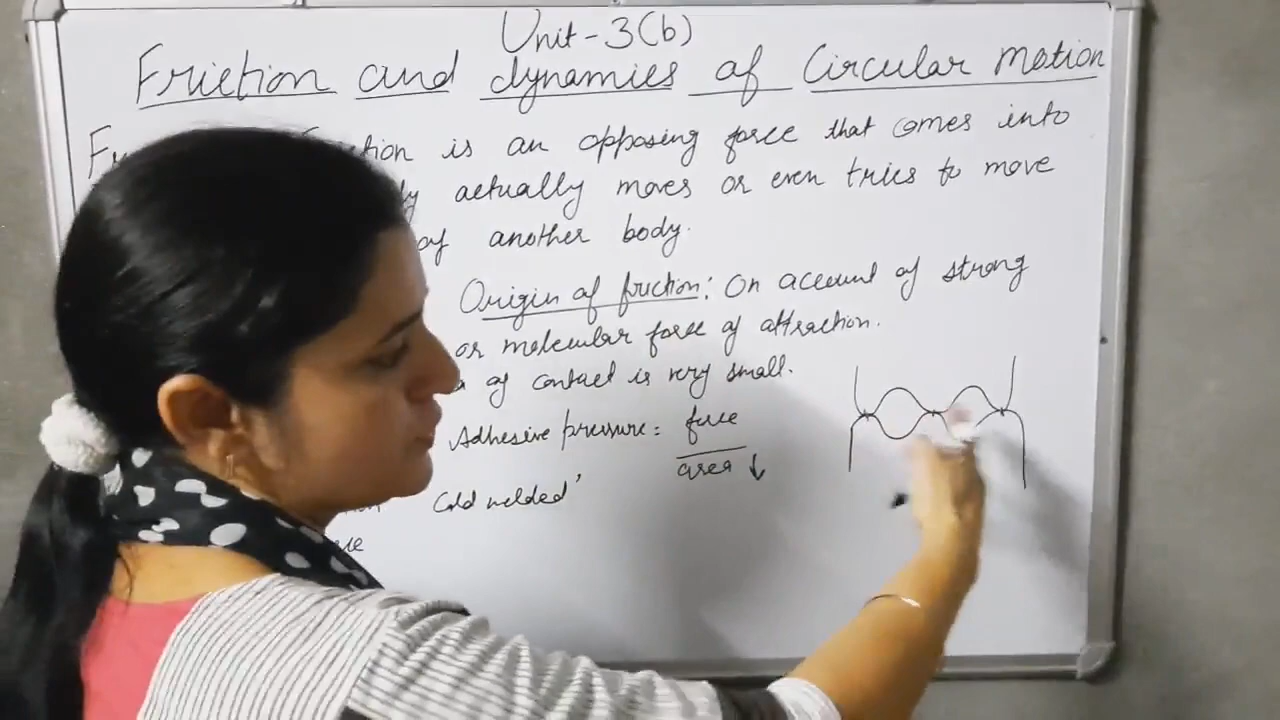 Unit-3(b)
Friction and dynamics of Circular Motion
is an opposing force that comes into
actually moves or even tries to move
of another body.
Origin of friction: On account of strong
or molecular force of attraction.
of contact is very small.
Adhesive pressure = force
area ↓
Cold welded'